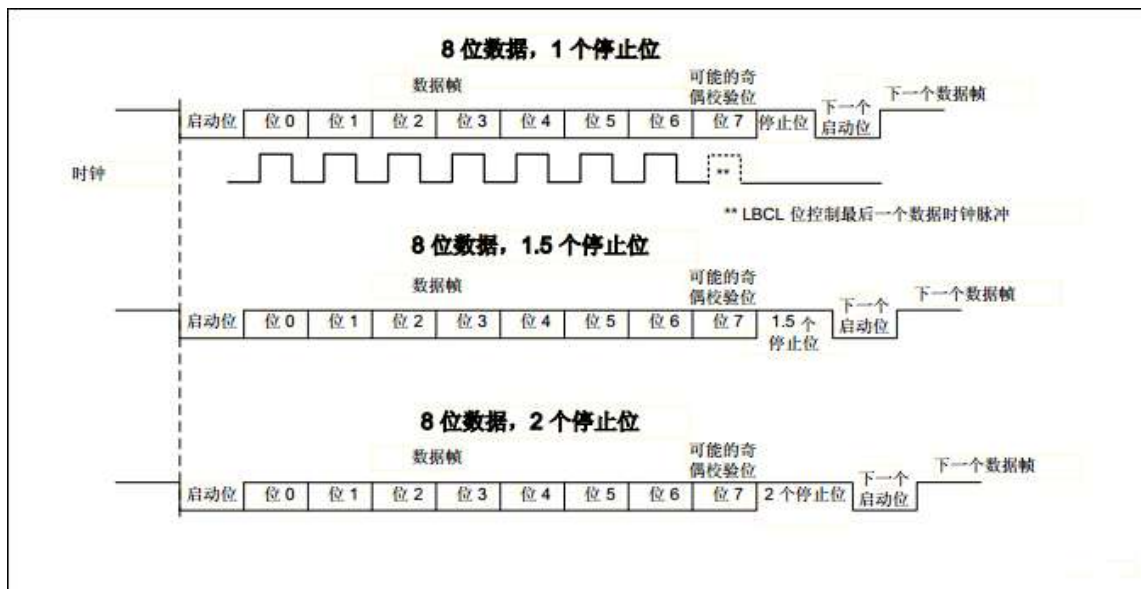 8 位数据，1 个停止位
数据帧
可能的奇
偶校验位
下一个数据帧
启动位 位 0 位 1 位 2 位 3 位 4 位 5 位 6 位 7 停止位
下一个
启动位
时钟
**
** LBCL 位控制最后一个数据时钟脉冲
8 位数据，1.5 个停止位
数据帧
可能的奇
偶校验位
下一个数据帧
启动位 位 0 位 1 位 2 位 3 位 4 位 5 位 6 位 7
1.5 个
停止位
下一个
启动位
8 位数据，2 个停止位
数据帧
可能的奇
偶校验位
下一个数据帧
启动位 位 0 位 1 位 2 位 3 位 4 位 5 位 6 位 7 2 个停止位
下一个
启动位